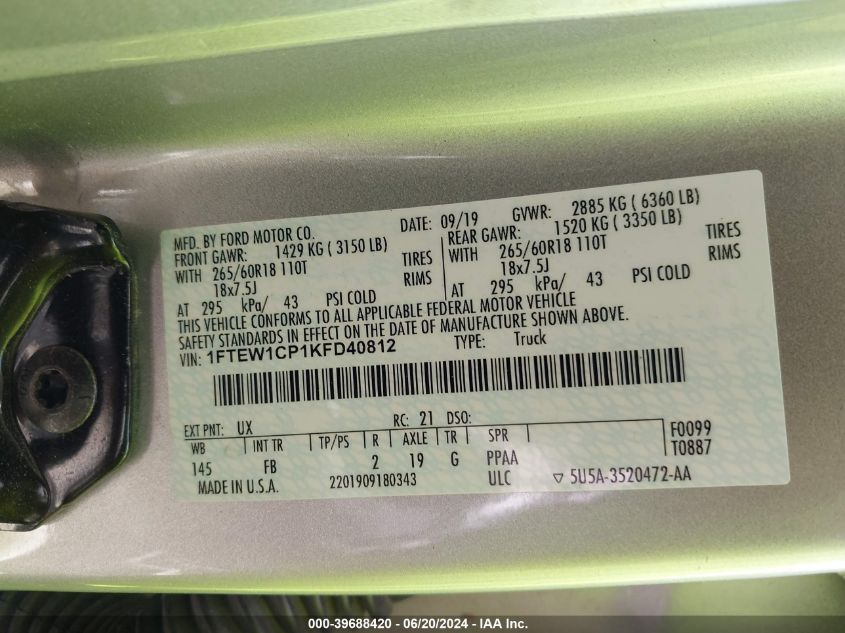 MFD. BY FORD MOTOR CO. DATE: 09/19 GVWR: 2885 KG ( 6360 LB)
FRONT GAWR: 1429 KG ( 3150 LB) REAR GAWR: 1520 KG ( 3350 LB)
WITH 265/60R18 110T TIRES WITH 265/60R18 110T TIRES
18x7.5J RIMS 18x7.5J RIMS
AT 295 kPa/ 43 PSI COLD AT 295 kPa/ 43 PSI COLD
THIS VEHICLE CONFORMS TO ALL APPLICABLE FEDERAL MOTOR VEHICLE
SAFETY STANDARDS IN EFFECT ON THE DATE OF MANUFACTURE SHOWN ABOVE.
VIN: 1FTEW1CP1KFD40812 TYPE: Truck
EXT PNT: UX RC: 21 DSO:
WB INT TR TP/PS R AXLE TR SPR F0099
145 FB 2 19 G PPAA T0887
MADE IN U.S.A. 2201909180343 ULC ▽ 5U5A-3520472-AA
000-39688420 - 06/20/2024 - IAA Inc.